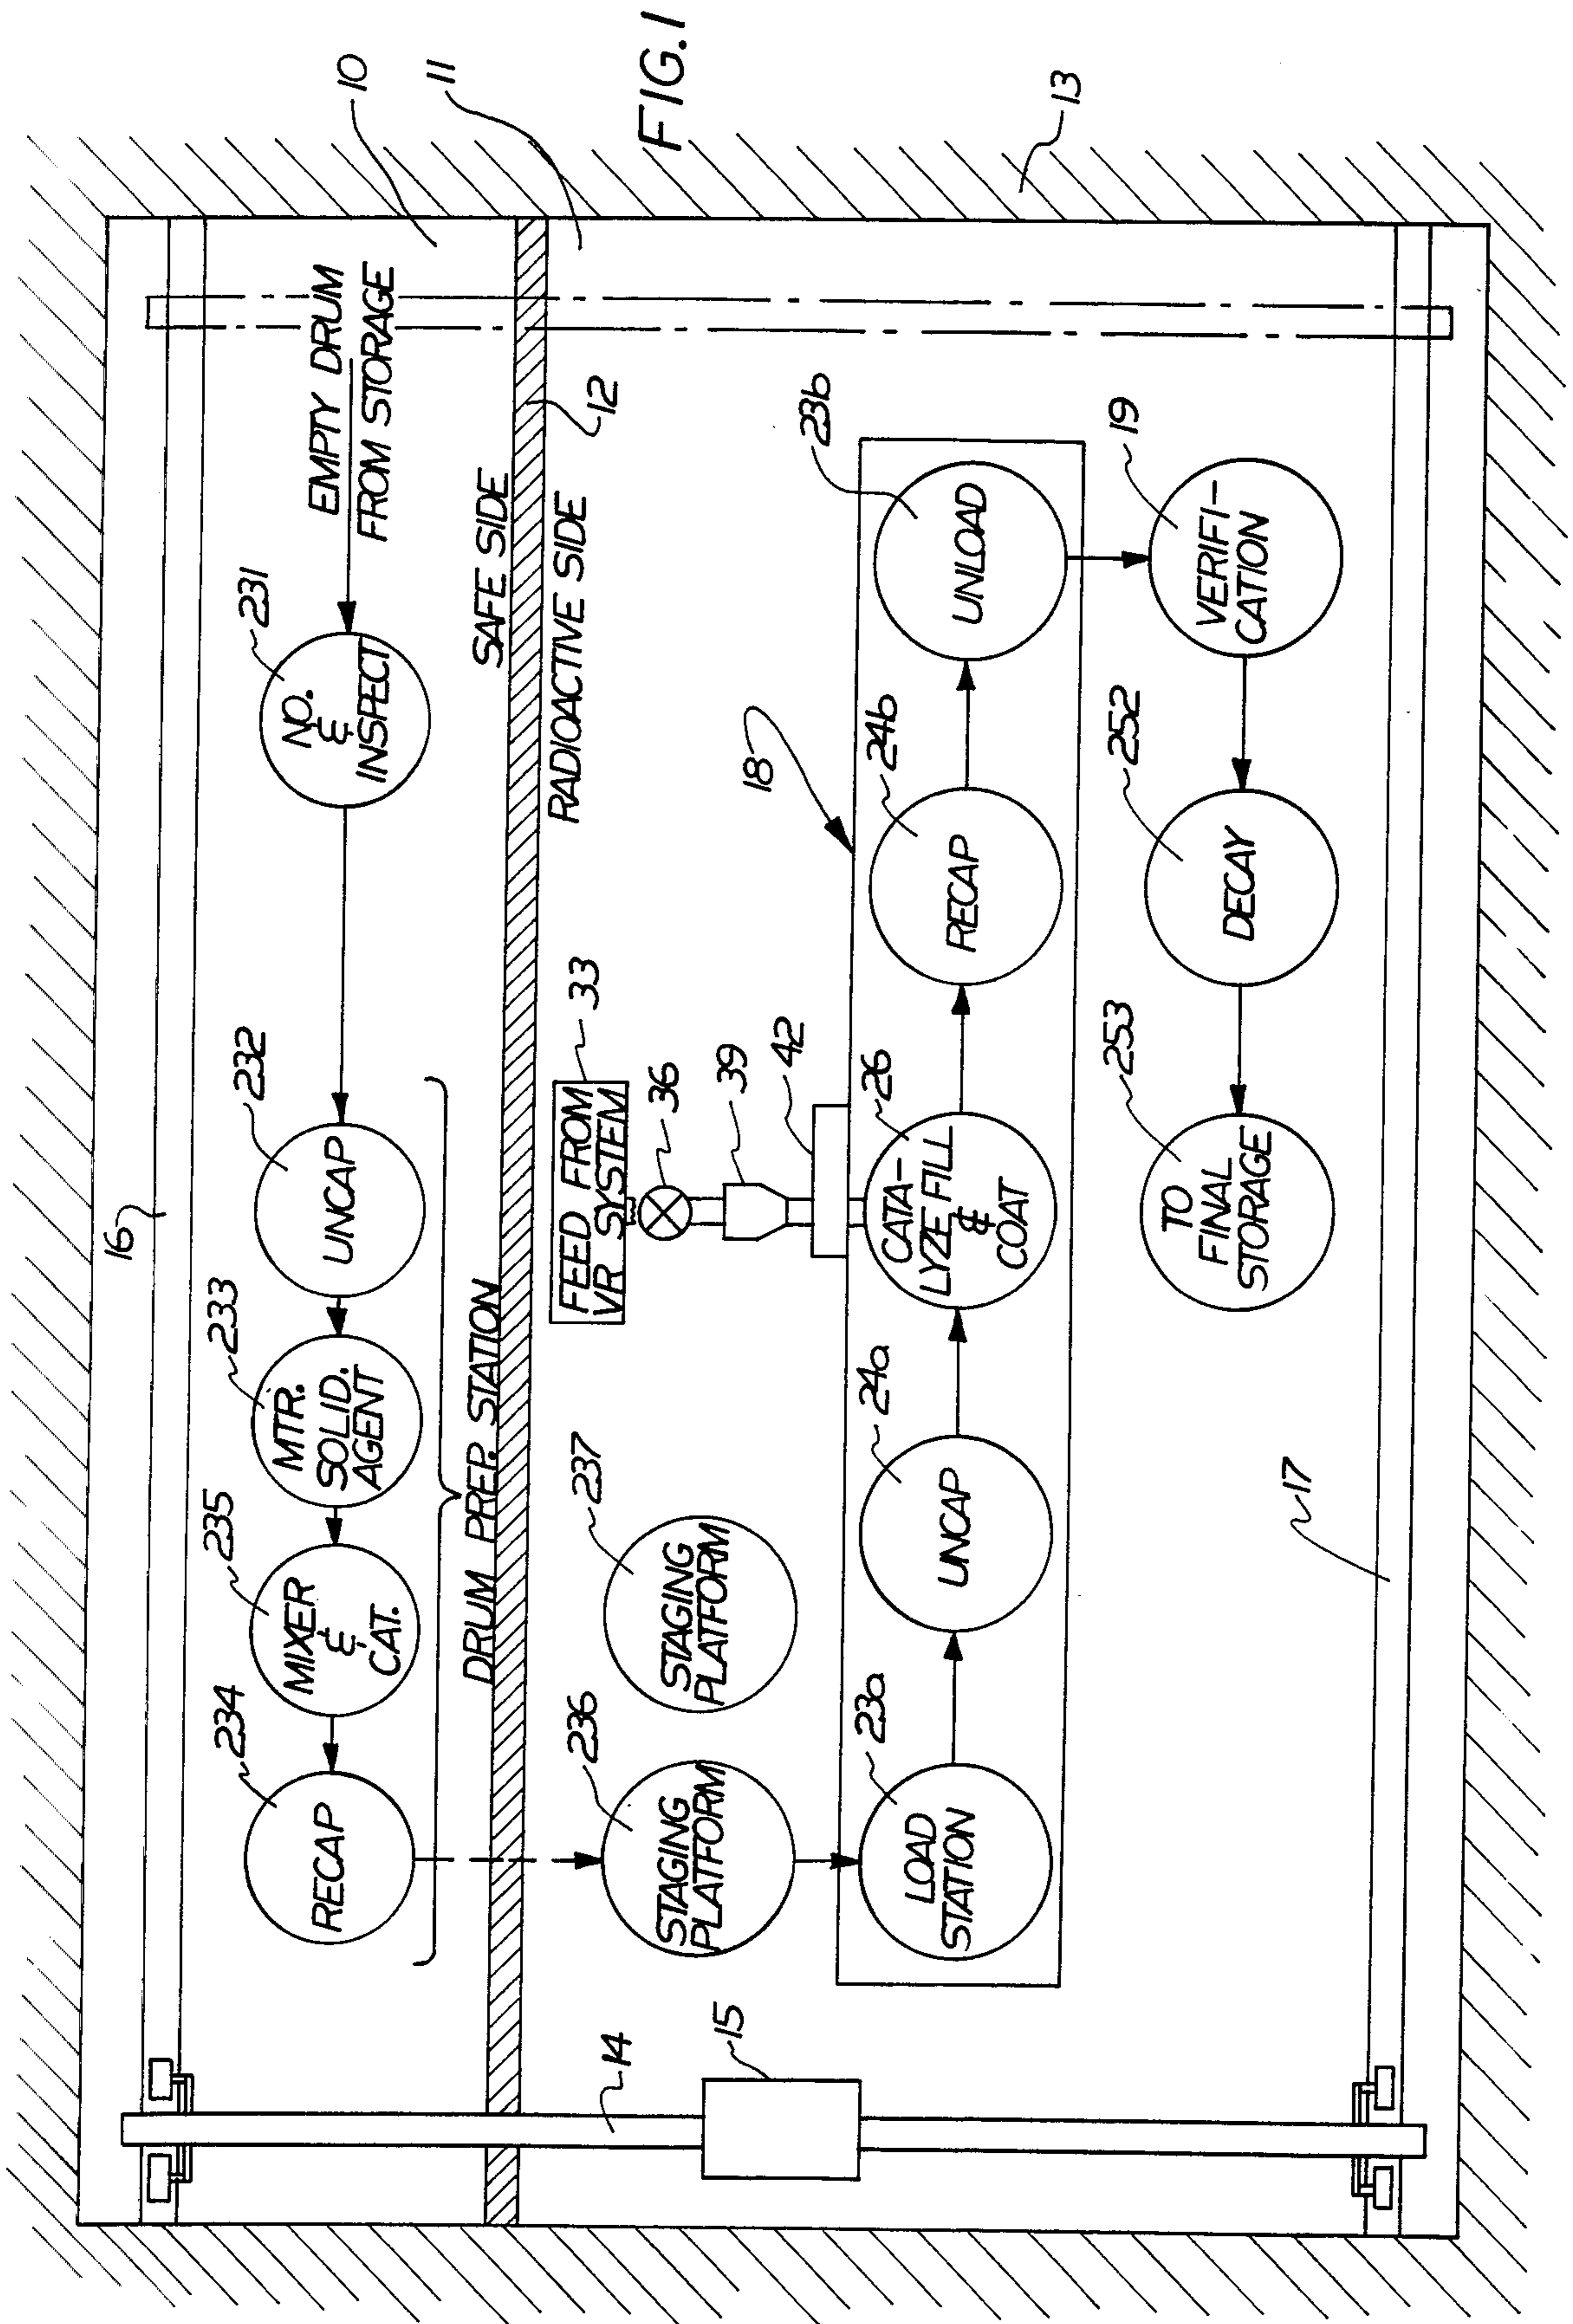 FIG.1
10
11
13
16
EMPTY DRUM
FROM STORAGE
231
NO.
&
INSPECT
232
UNCAP
233
MTR.
SOLID.
AGENT
235
MIXER
&
CAT.
234
RECAP
DRUM PREP. STATION
SAFE SIDE
RADIOACTIVE SIDE
12
FEED FROM
VR SYSTEM
33
36
39
42
237
STAGING
PLATFORM
236
STAGING
PLATFORM
18
23a
LOAD
STATION
24a
UNCAP
26
CATA-
LYZE FILL
&
COAT
24b
RECAP
23b
UNLOAD
19
VERIFI-
CATION
252
DECAY
253
TO
FINAL
STORAGE
17
14
15